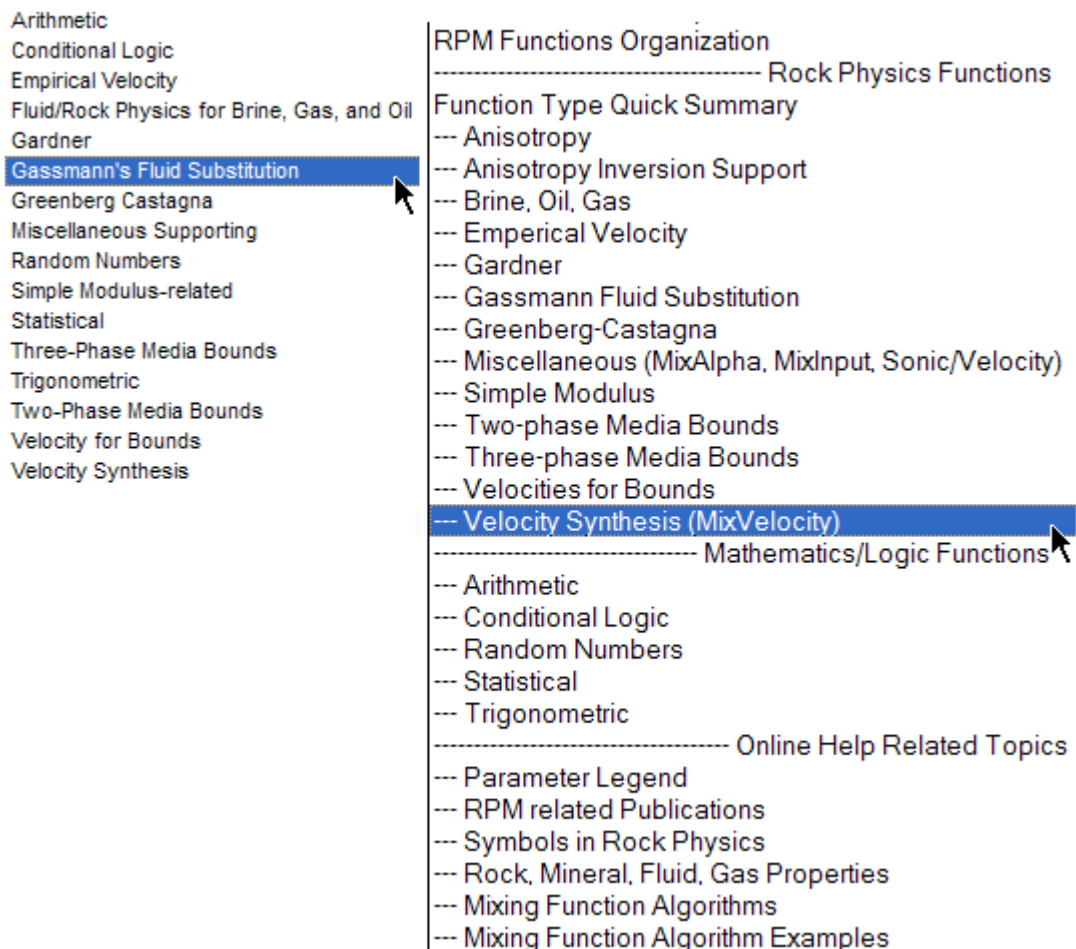 Arithmetic
Conditional Logic
Empirical Velocity
Fluid/Rock Physics for Brine, Gas, and Oil
Gardner
Gassmann's Fluid Substitution
Greenberg Castagna
Miscellaneous Supporting
Random Numbers
Simple Modulus-related
Statistical
Three-Phase Media Bounds
Trigonometric
Two-Phase Media Bounds
Velocity for Bounds
Velocity Synthesis
RPM Functions Organization
----------------------------------------- Rock Physics Functions
Function Type Quick Summary
--- Anisotropy
--- Anisotropy Inversion Support
--- Brine, Oil, Gas
--- Emperical Velocity
--- Gardner
--- Gassmann Fluid Substitution
--- Greenberg-Castagna
--- Miscellaneous (MixAlpha, MixInput, Sonic/Velocity)
--- Simple Modulus
--- Two-phase Media Bounds
--- Three-phase Media Bounds
--- Velocities for Bounds
--- Velocity Synthesis (MixVelocity)
--------------------------------- Mathematics/Logic Functions
--- Arithmetic
--- Conditional Logic
--- Random Numbers
--- Statistical
--- Trigonometric
------------------------------------- Online Help Related Topics
--- Parameter Legend
--- RPM related Publications
--- Symbols in Rock Physics
--- Rock, Mineral, Fluid, Gas Properties
--- Mixing Function Algorithms
--- Mixing Function Algorithm Examples